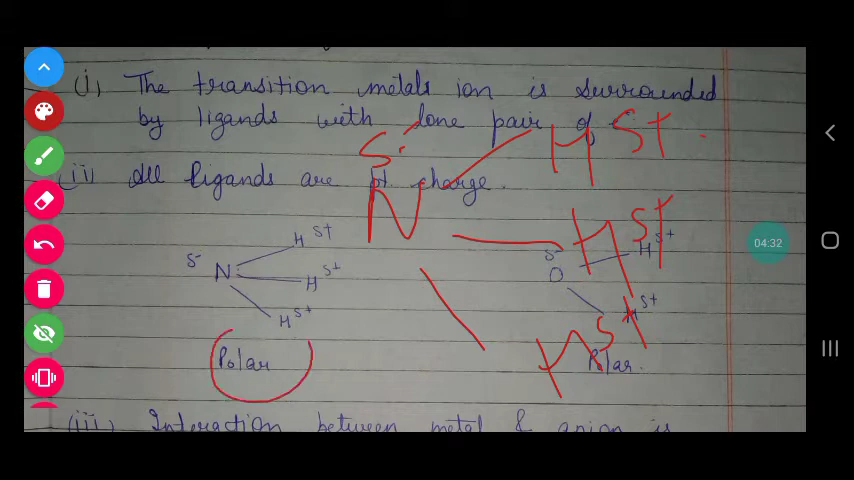 (i) The transition metals ion is surrounded
by ligands with lone pair of
(ii) All ligands are pt charge.
S- N H S+ H S+ H S+
S- O H S+ H S+
Polar
Polar.
S- N H S+ H S+ H S+
04:32
(iii) Interaction between metal & anion is